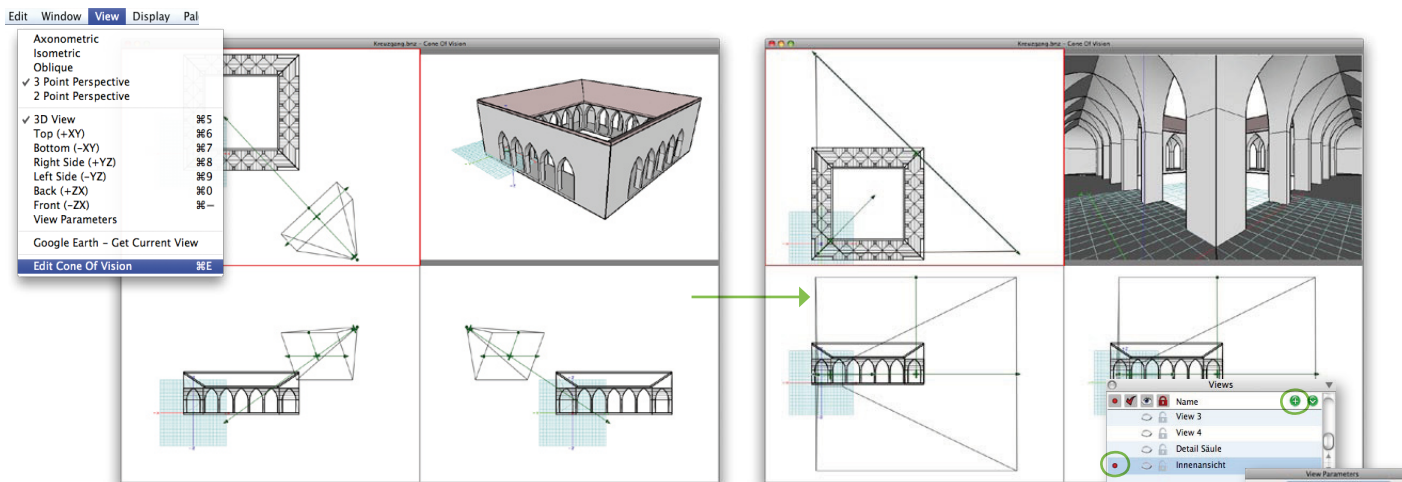 Edit Window View Display Pal
Axonometric
Isometric
Oblique
✓ 3 Point Perspective
2 Point Perspective
✓ 3D View ⌘5
Top (+XY) ⌘6
Bottom (-XY) ⌘7
Right Side (+YZ) ⌘8
Left Side (-YZ) ⌘9
Back (+ZX) ⌘0
Front (-ZX) ⌘—
View Parameters
Google Earth - Get Current View
Edit Cone Of Vision ⌘E
Kreuzgang.bnz - Cone Of Vision
Kreuzgang.bnz - Cone Of Vision
Views
Name
View 3
View 4
Detail Säule
Innenansicht
View Parameters